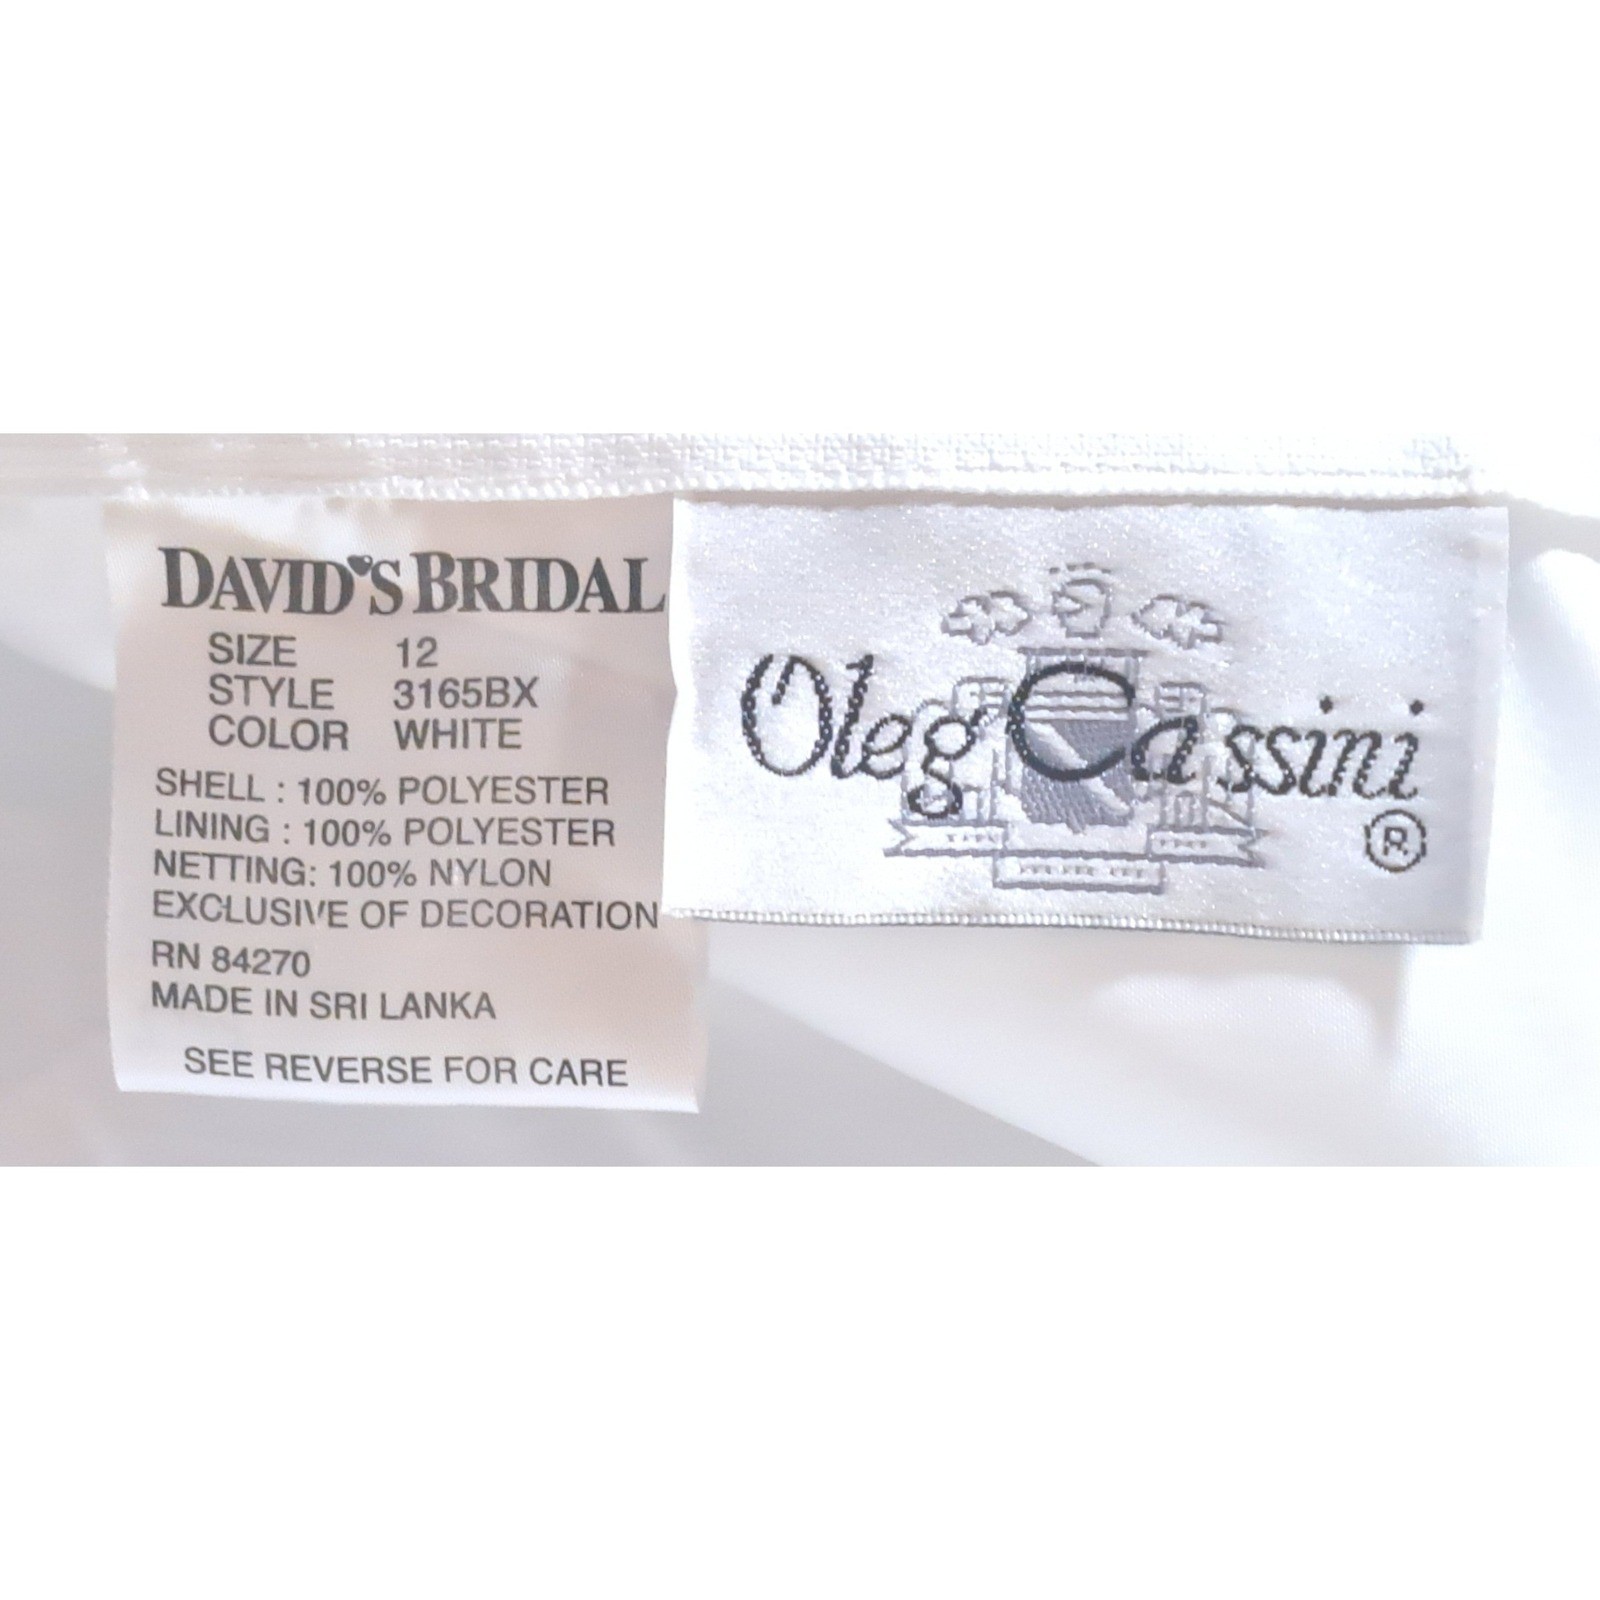 DAVID'S BRIDAL
SIZE 12
STYLE 3165BX
COLOR WHITE
SHELL : 100% POLYESTER
LINING : 100% POLYESTER
NETTING: 100% NYLON
EXCLUSIVE OF DECORATION
RN 84270
MADE IN SRI LANKA
SEE REVERSE FOR CARE
Oleg Cassini
®